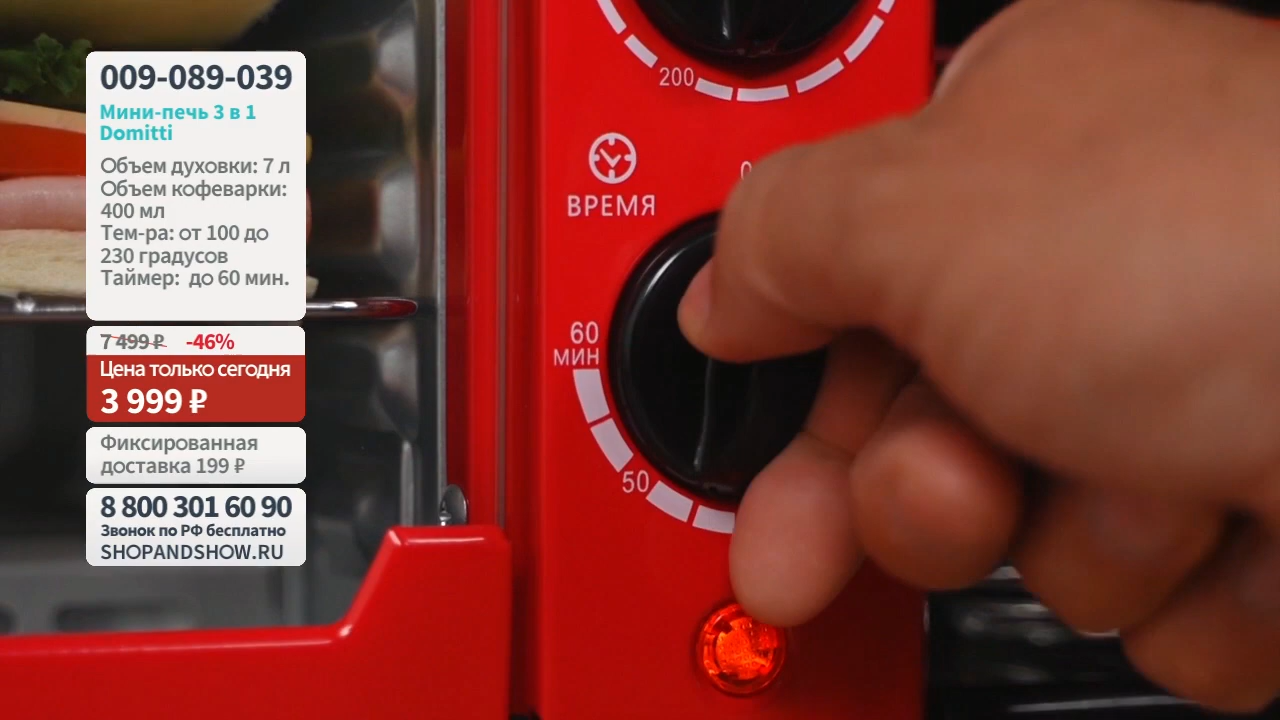 009-089-039
Мини-печь 3 в 1
Domitti
Объем духовки: 7 л
Объем кофеварки:
400 мл
Тем-ра: от 100 до
230 градусов
Таймер: до 60 мин.
7 499 ₽ -46%
Цена только сегодня
3 999 ₽
Фиксированная
доставка 199 ₽
8 800 301 60 90
Звонок по РФ бесплатно
SHOPANDSHOW.RU
200
ВРЕМЯ
0
60
МИН
50